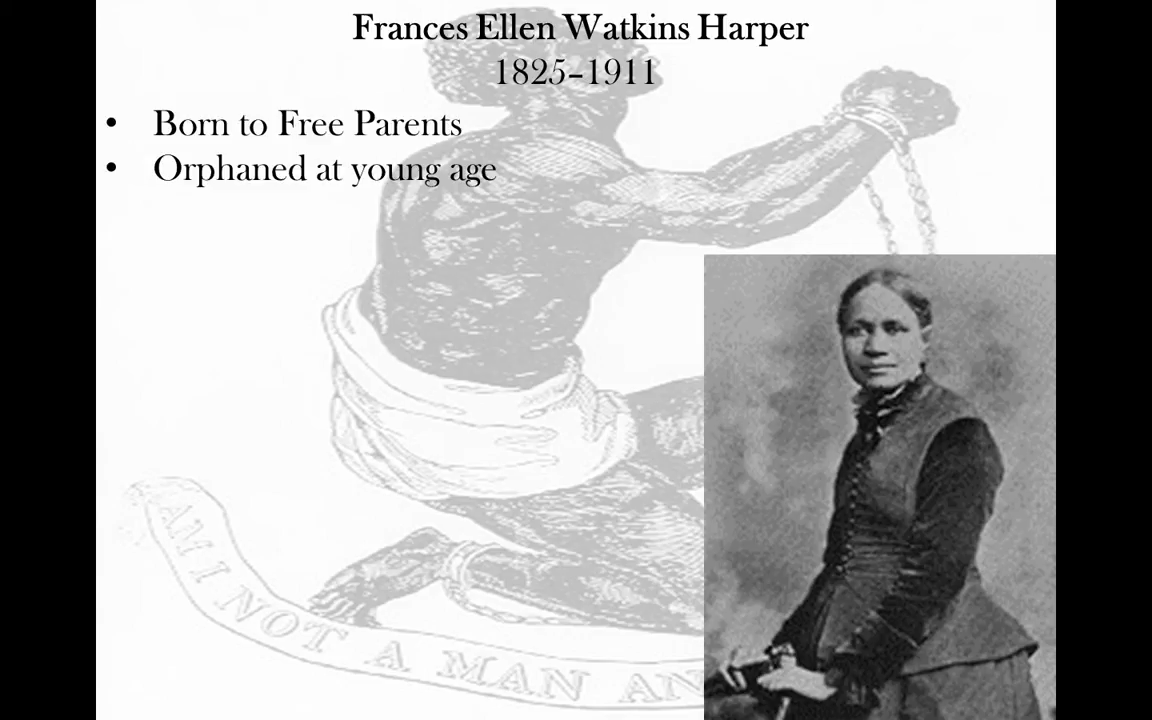 Frances Ellen Watkins Harper
1825–1911
• Born to Free Parents
• Orphaned at young age
AM I NOT A MAN AN